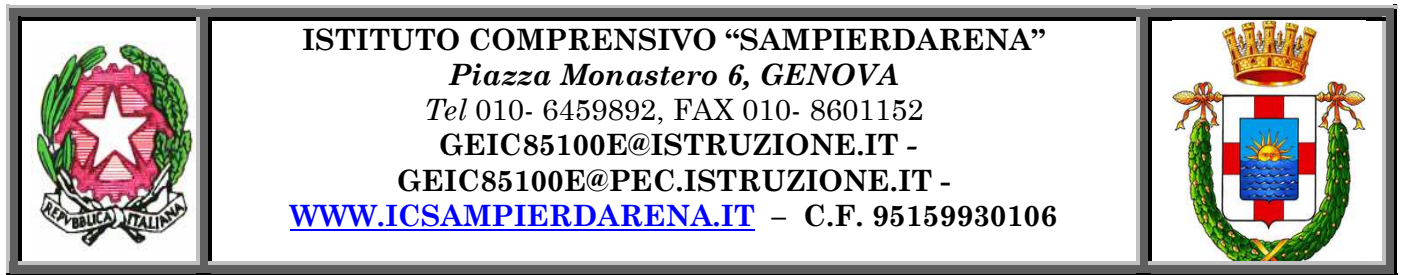 ISTITUTO COMPRENSIVO “SAMPIERDARENA”
Piazza Monastero 6, GENOVA
Tel 010- 6459892, FAX 010- 8601152
GEIC85100E@ISTRUZIONE.IT -
GEIC85100E@PEC.ISTRUZIONE.IT -
WWW.ICSAMPIERDARENA.IT – C.F. 95159930106
REPVBBLICA ITALIANA